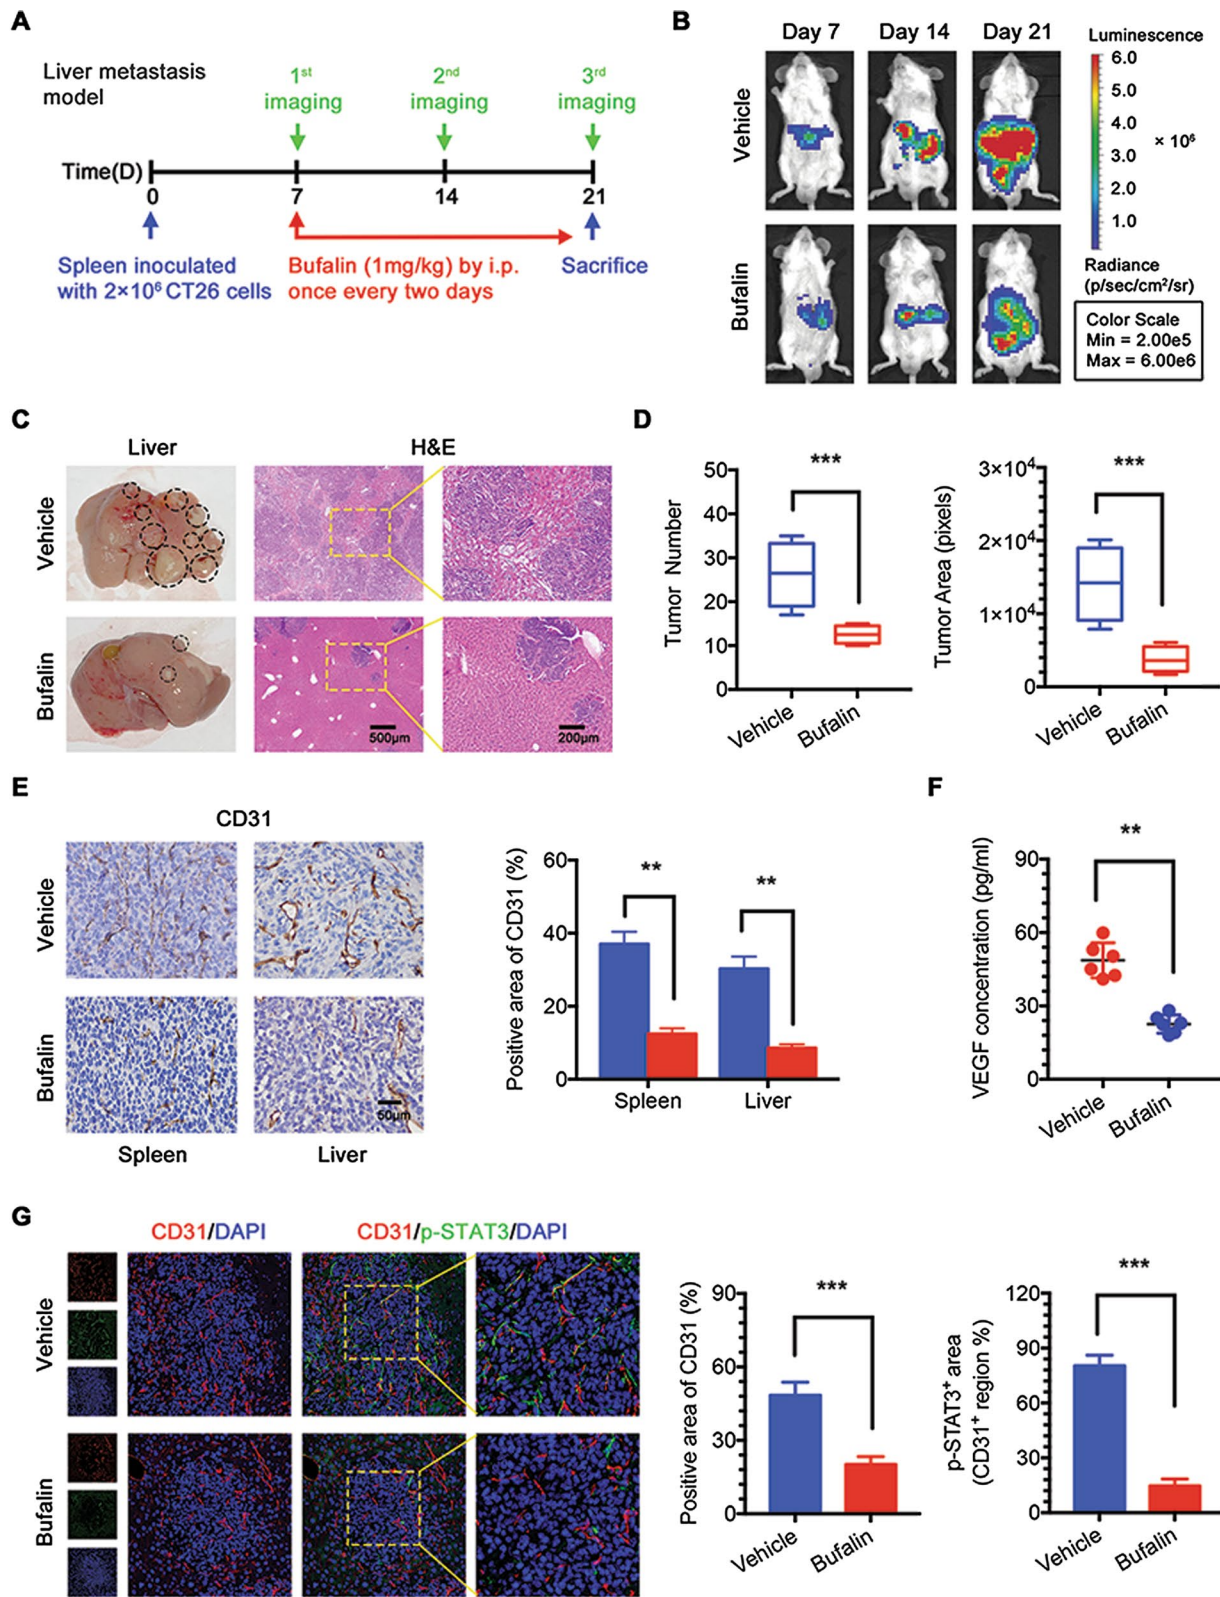 A
Liver metastasis
model
1st
imaging
2nd
imaging
3rd
imaging
Time(D)
0
7
14
21
Spleen inoculated
with 2×10⁶ CT26 cells
Bufalin (1mg/kg) by i.p.
once every two days
Sacrifice
B
Day 7
Day 14
Day 21
Vehicle
Bufalin
Luminescence
6.0
5.0
4.0
3.0
2.0
1.0
× 10⁶
Radiance
(p/sec/cm²/sr)
Color Scale
Min = 2.00e5
Max = 6.00e6
C
Liver
H&E
Vehicle
Bufalin
500μm
200μm
D
Tumor Number
50
40
30
20
10
0
***
Vehicle
Bufalin
Tumor Area (pixels)
3×10⁴
2×10⁴
1×10⁴
0
***
Vehicle
Bufalin
E
CD31
Vehicle
Bufalin
50μm
Spleen
Liver
Positive area of CD31 (%)
60
40
20
0
**
**
Spleen
Liver
F
VEGF concentration (pg/ml)
90
60
30
0
**
Vehicle
Bufalin
G
CD31/DAPI
CD31/p-STAT3/DAPI
Vehicle
Bufalin
Positive area of CD31 (%)
90
60
30
0
***
Vehicle
Bufalin
p-STAT3⁺ area
(CD31⁺ region %)
120
90
60
30
0
***
Vehicle
Bufalin